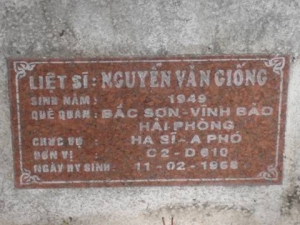 LIỆT SĨ : NGUYỄN VĂN GIỐNG
SINH NĂM : 1949
QUÊ QUÁN : BẮC SƠN - VĨNH BẢO
HẢI PHÒNG
CHỨC VỤ : HẠ SĨ - A PHÓ
ĐƠN VỊ : C2 - D 610
NGÀY HY SINH : 11 - 02 - 1968